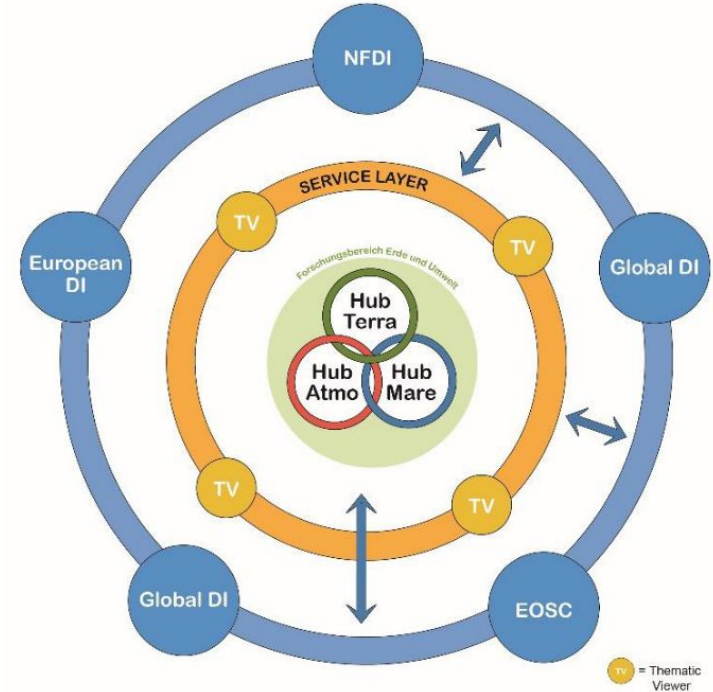 NFDI
SERVICE LAYER
TV
TV
European
DI
Global DI
Forschungsbereich Erde und Umwelt
Hub
Terra
Hub
Atmo
Hub
Mare
TV
TV
Global DI
EOSC
TV = Thematic
Viewer